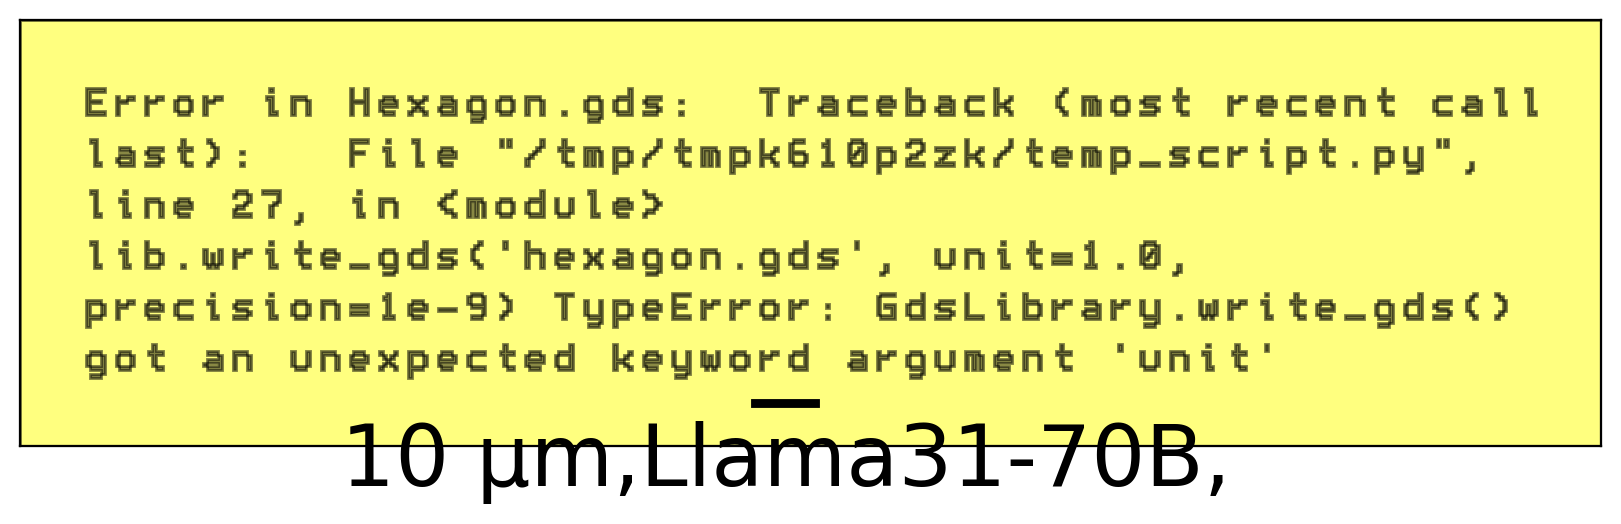 Error in Hexagon.gds:  Traceback (most recent call
last):   File "/tmp/tmpk610p2zk/temp_script.py",
line 27, in <module>
lib.write_gds('hexagon.gds', unit=1.0,
precision=1e-9) TypeError: GdsLibrary.write_gds()
got an unexpected keyword argument 'unit'
10 μm,Llama31-70B,